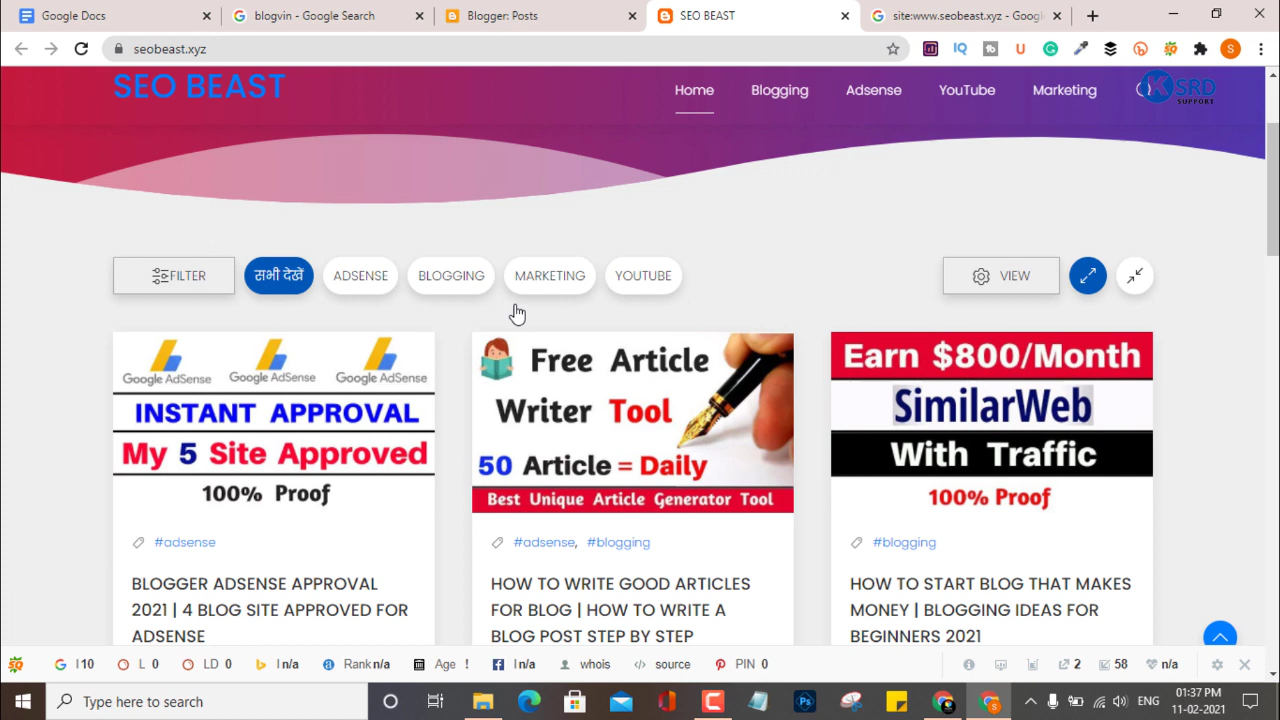 Google Docs
blogvin - Google Search
Blogger: Posts
SEO BEAST
site:www.seobeast.xyz - Goog
seobeast.xyz
SEO BEAST
Home
Blogging
Adsense
YouTube
Marketing
KSRD
SUPPORT
FILTER
सभी देखें
ADSENSE
BLOGGING
MARKETING
YOUTUBE
VIEW
Google AdSense
Google AdSense
Google AdSense
INSTANT APPROVAL
My 5 Site Approved
100% Proof
#adsense
BLOGGER ADSENSE APPROVAL
2021 | 4 BLOG SITE APPROVED FOR
ADSENSE
Free Article
Writer Tool
50 Article = Daily
Best Unique Article Generator Tool
#adsense, #blogging
HOW TO WRITE GOOD ARTICLES
FOR BLOG | HOW TO WRITE A
BLOG POST STEP BY STEP
Earn $800/Month
SimilarWeb
With Traffic
100% Proof
#blogging
HOW TO START BLOG THAT MAKES
MONEY | BLOGGING IDEAS FOR
BEGINNERS 2021
I 10
L 0
LD 0
I n/a
Rank n/a
Age !
I n/a
whois
source
PIN 0
2
58
n/a
Type here to search
ENG
01:37 PM
11-02-2021